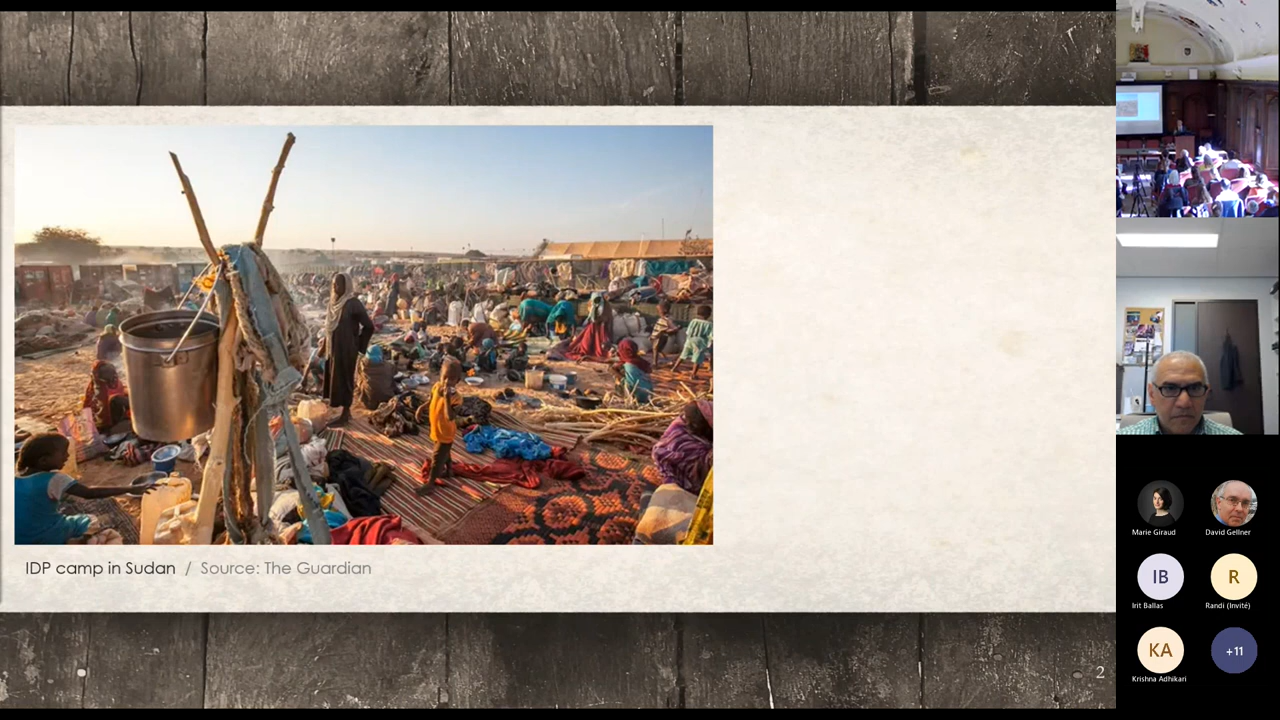 IDP camp in Sudan / Source: The Guardian
2
Marie Giraud
David Gellner
IB
R
Irit Ballas
Randi (Invité)
KA
+11
Krishna Adhikari